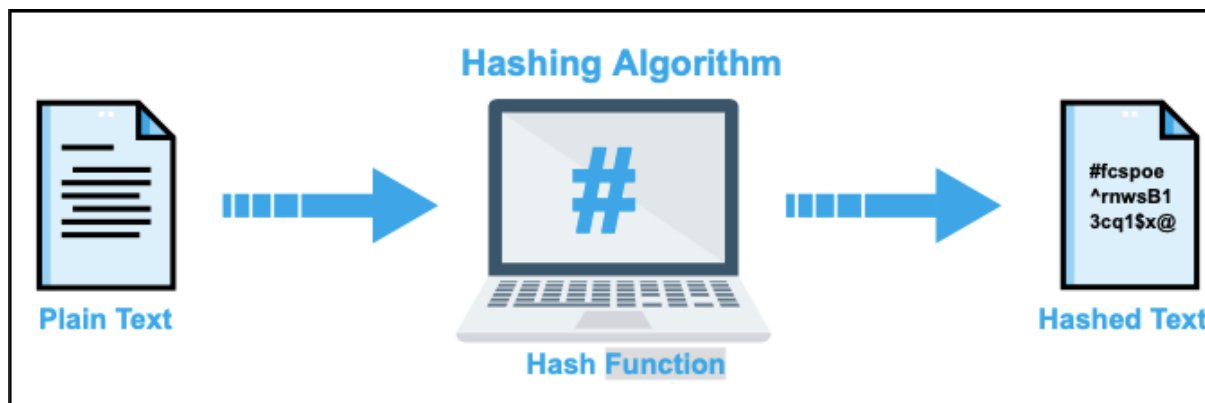 Hashing Algorithm
#
#fcspoe
^rnwsB1
3cq1$x@
Plain Text
Hash Function
Hashed Text